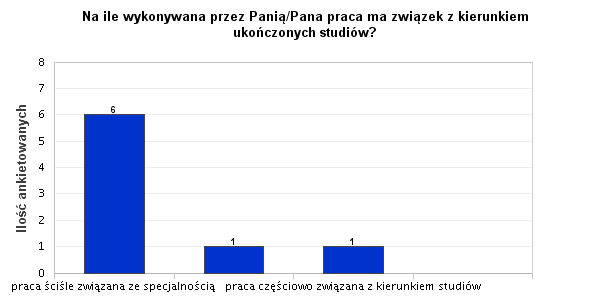 Na ile wykonywana przez Panią/Pana praca ma związek z kierunkiem
ukończonych studiów?
Ilość ankietowanych
8
7
6
5
4
3
2
1
0
6
1
1
praca ściśle związana ze specjalnością
praca częściowo związana z kierunkiem studiów